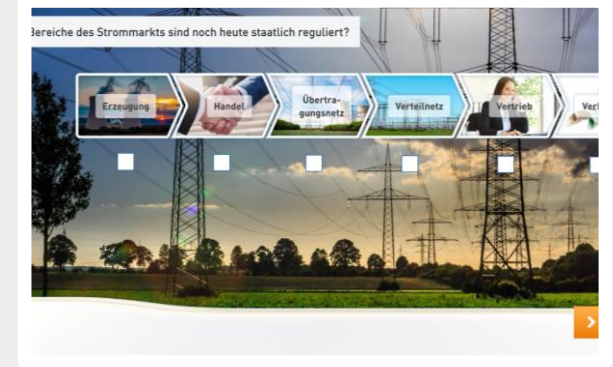 Bereiche des Strommarkts sind noch heute staatlich reguliert?
Erzeugung
Handel
Übertra-
gungsnetz
Verteilnetz
Vertrieb